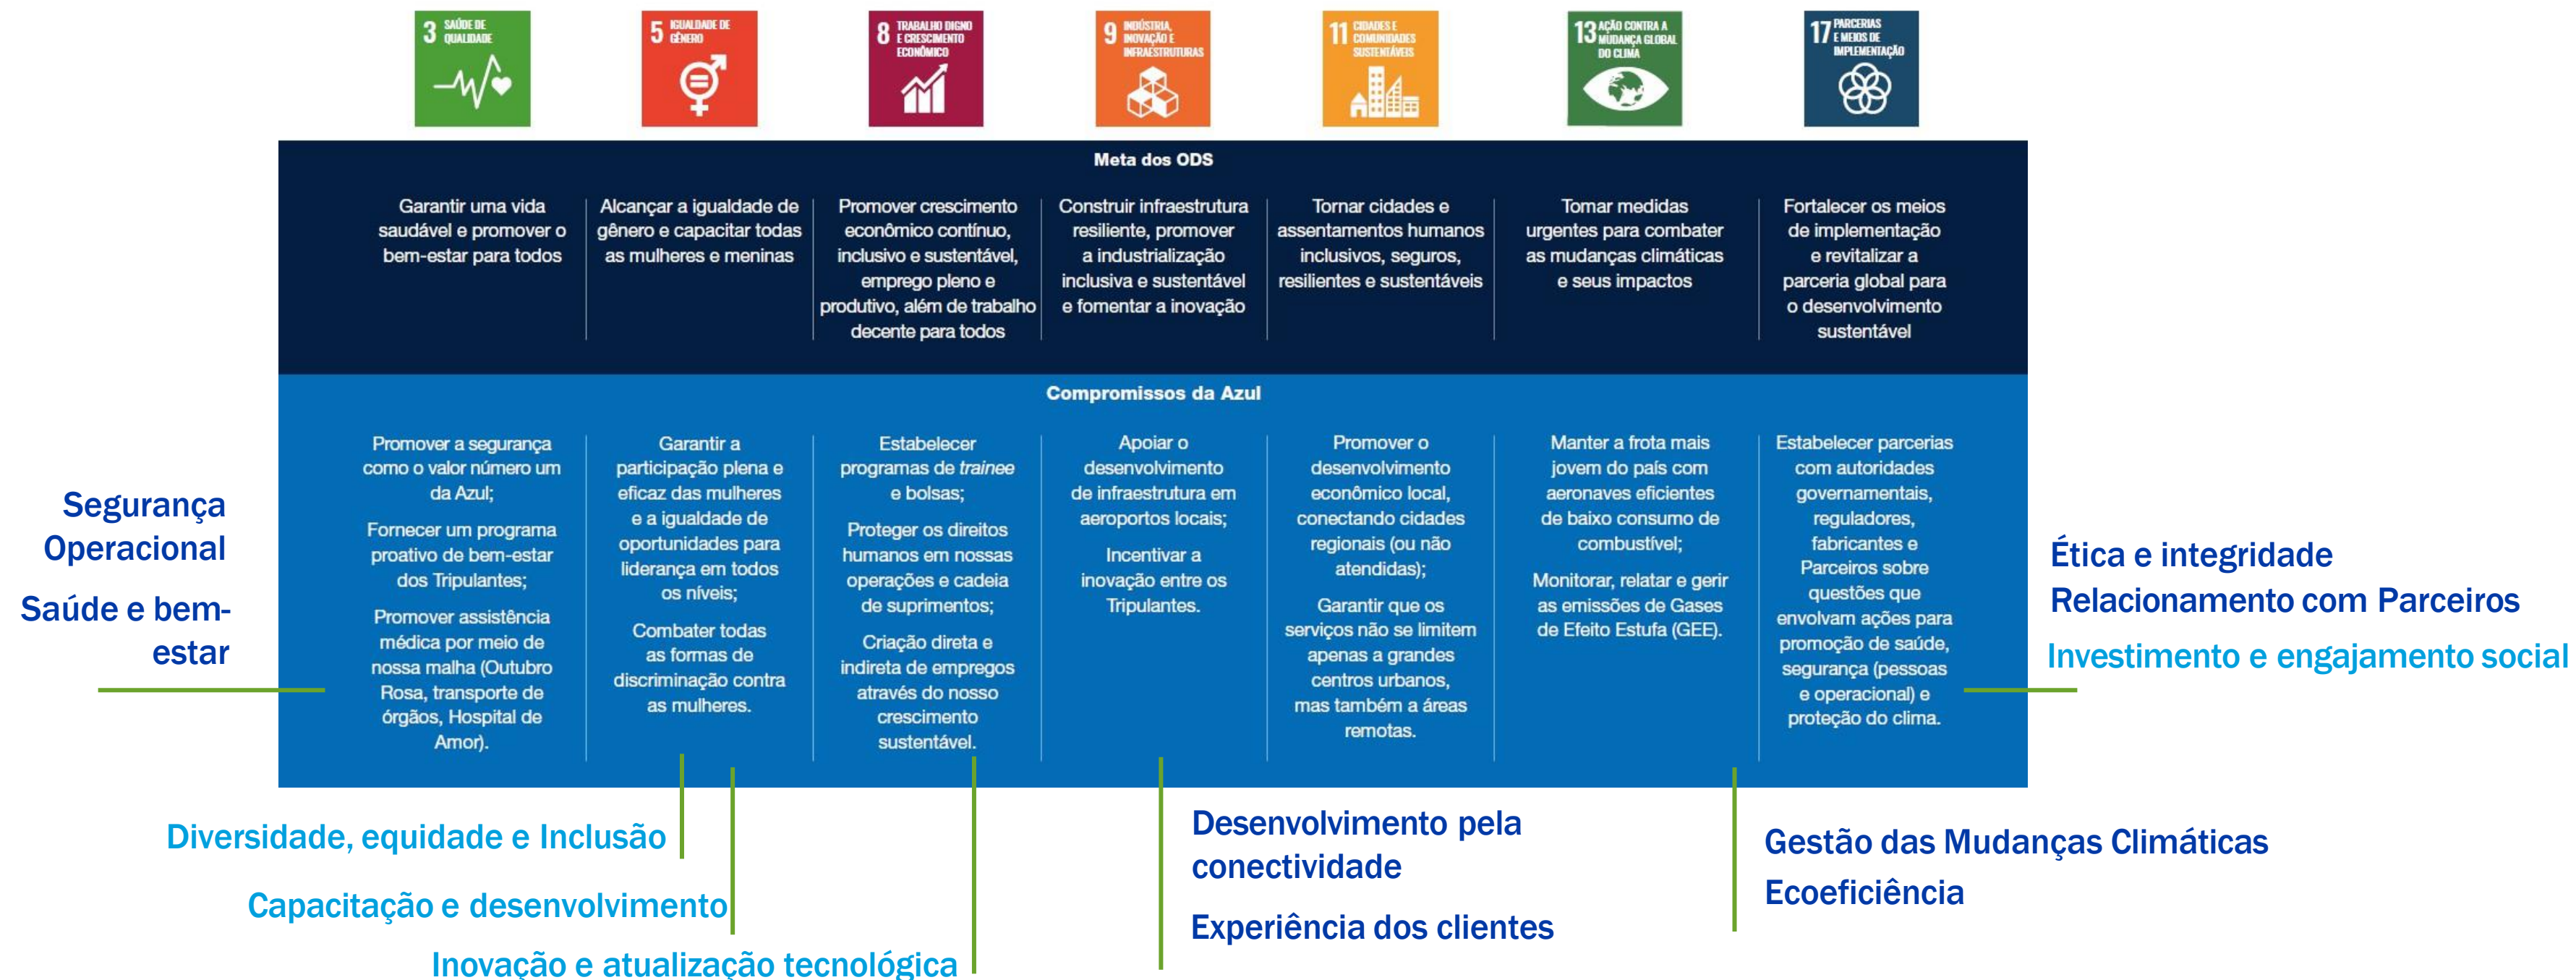 3 SAÚDE DE
QUALIDADE
5 IGUALDADE DE
GÊNERO
8 TRABALHO DIGNO
E CRESCIMENTO
ECONÔMICO
9 INDÚSTRIA,
INOVAÇÃO E
INFRAESTRUTURAS
11 CIDADES E
COMUNIDADES
SUSTENTÁVEIS
13 AÇÃO CONTRA A
MUDANÇA GLOBAL
DO CLIMA
17 PARCERIAS
E MEIOS DE
IMPLEMENTAÇÃO
Meta dos ODS
Garantir uma vida
saudável e promover o
bem-estar para todos
Alcançar a igualdade de
gênero e capacitar todas
as mulheres e meninas
Promover crescimento
econômico contínuo,
inclusivo e sustentável,
emprego pleno e
produtivo, além de trabalho
decente para todos
Construir infraestrutura
resiliente, promover
a industrialização
inclusiva e sustentável
e fomentar a inovação
Tornar cidades e
assentamentos humanos
inclusivos, seguros,
resilientes e sustentáveis
Tomar medidas
urgentes para combater
as mudanças climáticas
e seus impactos
Fortalecer os meios
de implementação
e revitalizar a
parceria global para
o desenvolvimento
sustentável
Compromissos da Azul
Promover a segurança
como o valor número um
da Azul;
Fornecer um programa
proativo de bem-estar
dos Tripulantes;
Promover assistência
médica por meio de
nossa malha (Outubro
Rosa, transporte de
órgãos, Hospital de
Amor).
Garantir a
participação plena e
eficaz das mulheres
e a igualdade de
oportunidades para
liderança em todos
os níveis;
Combater todas
as formas de
discriminação contra
as mulheres.
Estabelecer
programas de trainee
e bolsas;
Proteger os direitos
humanos em nossas
operações e cadeia
de suprimentos;
Criação direta e
indireta de empregos
através do nosso
crescimento
sustentável.
Apoiar o
desenvolvimento
de infraestrutura em
aeroportos locais;
Incentivar a
inovação entre os
Tripulantes.
Promover o
desenvolvimento
econômico local,
conectando cidades
regionais (ou não
atendidas);
Garantir que os
serviços não se limitem
apenas a grandes
centros urbanos,
mas também a áreas
remotas.
Manter a frota mais
jovem do país com
aeronaves eficientes
de baixo consumo de
combustível;
Monitorar, relatar e gerir
as emissões de Gases
de Efeito Estufa (GEE).
Estabelecer parcerias
com autoridades
governamentais,
reguladores,
fabricantes e
Parceiros sobre
questões que
envolvam ações para
promoção de saúde,
segurança (pessoas
e operacional) e
proteção do clima.
Segurança
Operacional
Saúde e bem-
estar
Ética e integridade
Relacionamento com Parceiros
Investimento e engajamento social
Diversidade, equidade e Inclusão
Capacitação e desenvolvimento
Inovação e atualização tecnológica
Desenvolvimento pela
conectividade
Experiência dos clientes
Gestão das Mudanças Climáticas
Ecoeficiência